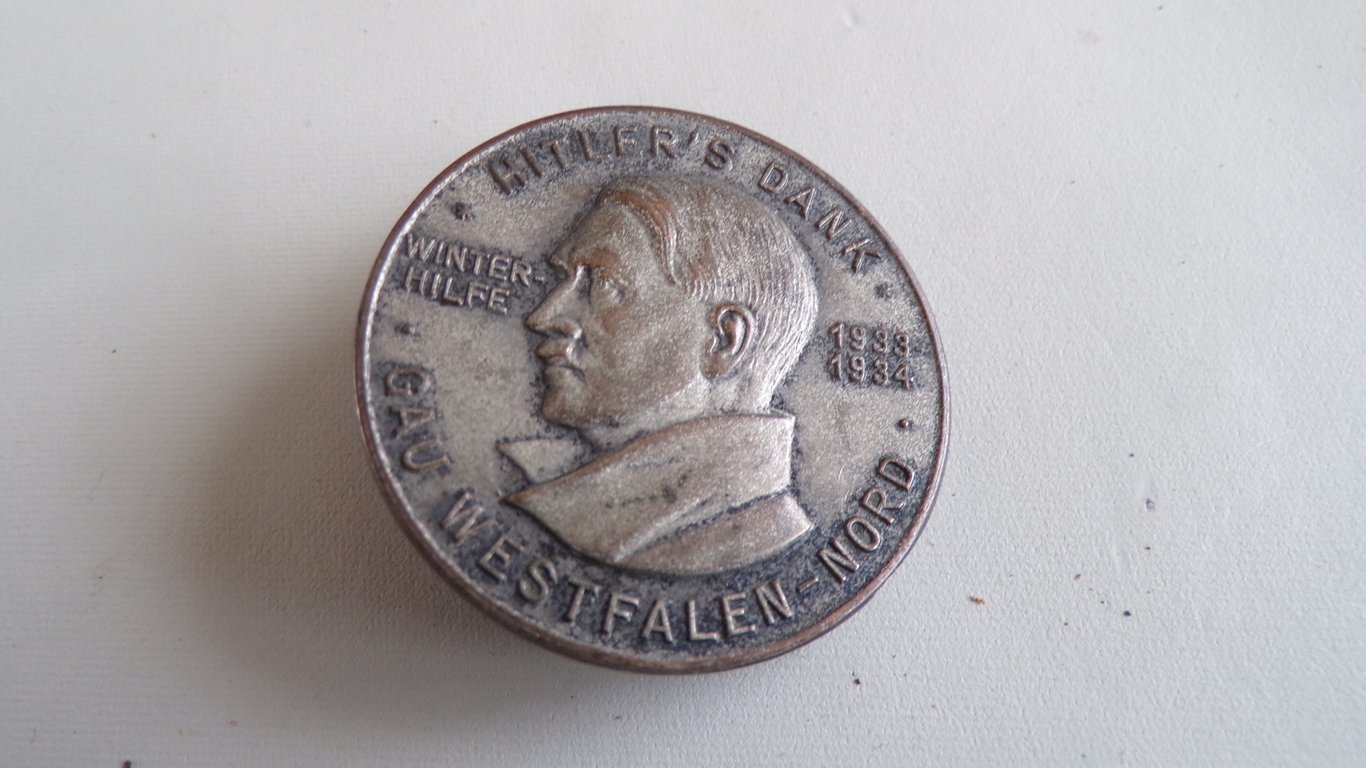 HITLER'S DANK
WINTER-
HILFE
1933
1934
GAU WESTFALEN-NORD